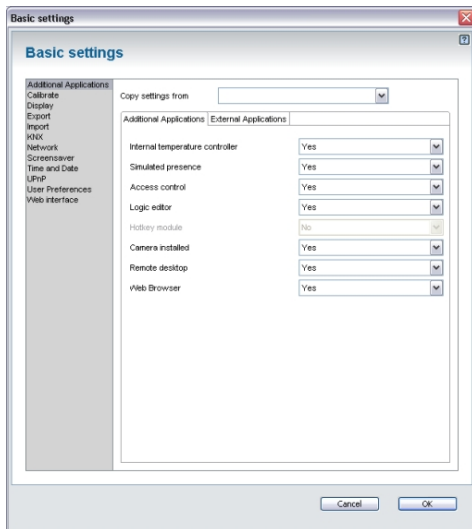 Basic settings
Basic settings
Additional Applications
Calibrate
Display
Export
Import
KNX
Network
Screensaver
Time and Date
UPnP
User Preferences
Web interface
Copy settings from
Additional Applications External Applications
Internal temperature controller Yes
Simulated presence Yes
Access control Yes
Logic editor Yes
Hotkey module No
Camera installed Yes
Remote desktop Yes
Web Browser Yes
Cancel OK